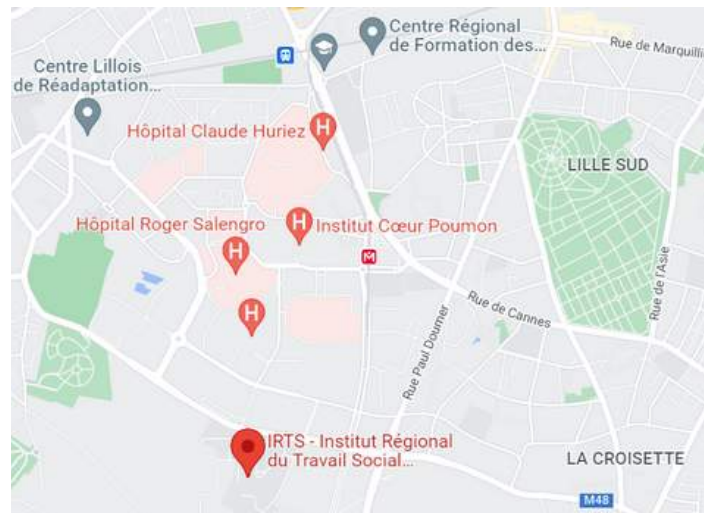 Centre Régional
de Formation des...
Rue de Marquilli
Centre Lillois
de Réadaptation...
Hôpital Claude Huriez
H
LILLE SUD
Hôpital Roger Salengro
H
H
Institut Cœur Poumon
M
Rue de l'Asie
Rue de Cannes
H
Rue Paul Doumer
IRTS - Institut Régional
du Travail Social...
LA CROISETTE
M48